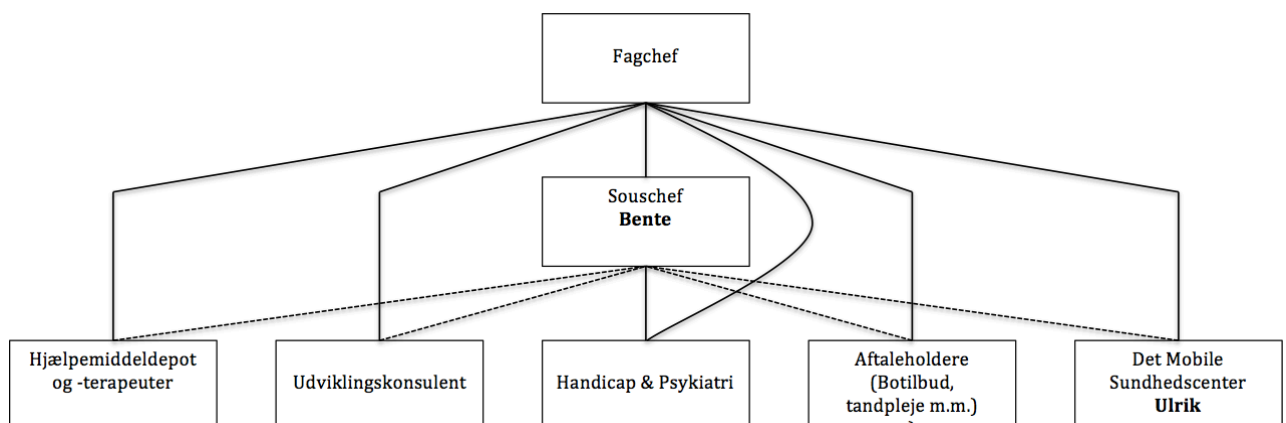 Fagchef
Souschef
Bente
Hjælpemiddeldepot
og -terapeuter
Udviklingskonsulent
Handicap & Psykiatri
Aftaleholdere
(Botilbud,
tandpleje m.m.)
Det Mobile
Sundhedscenter
Ulrik